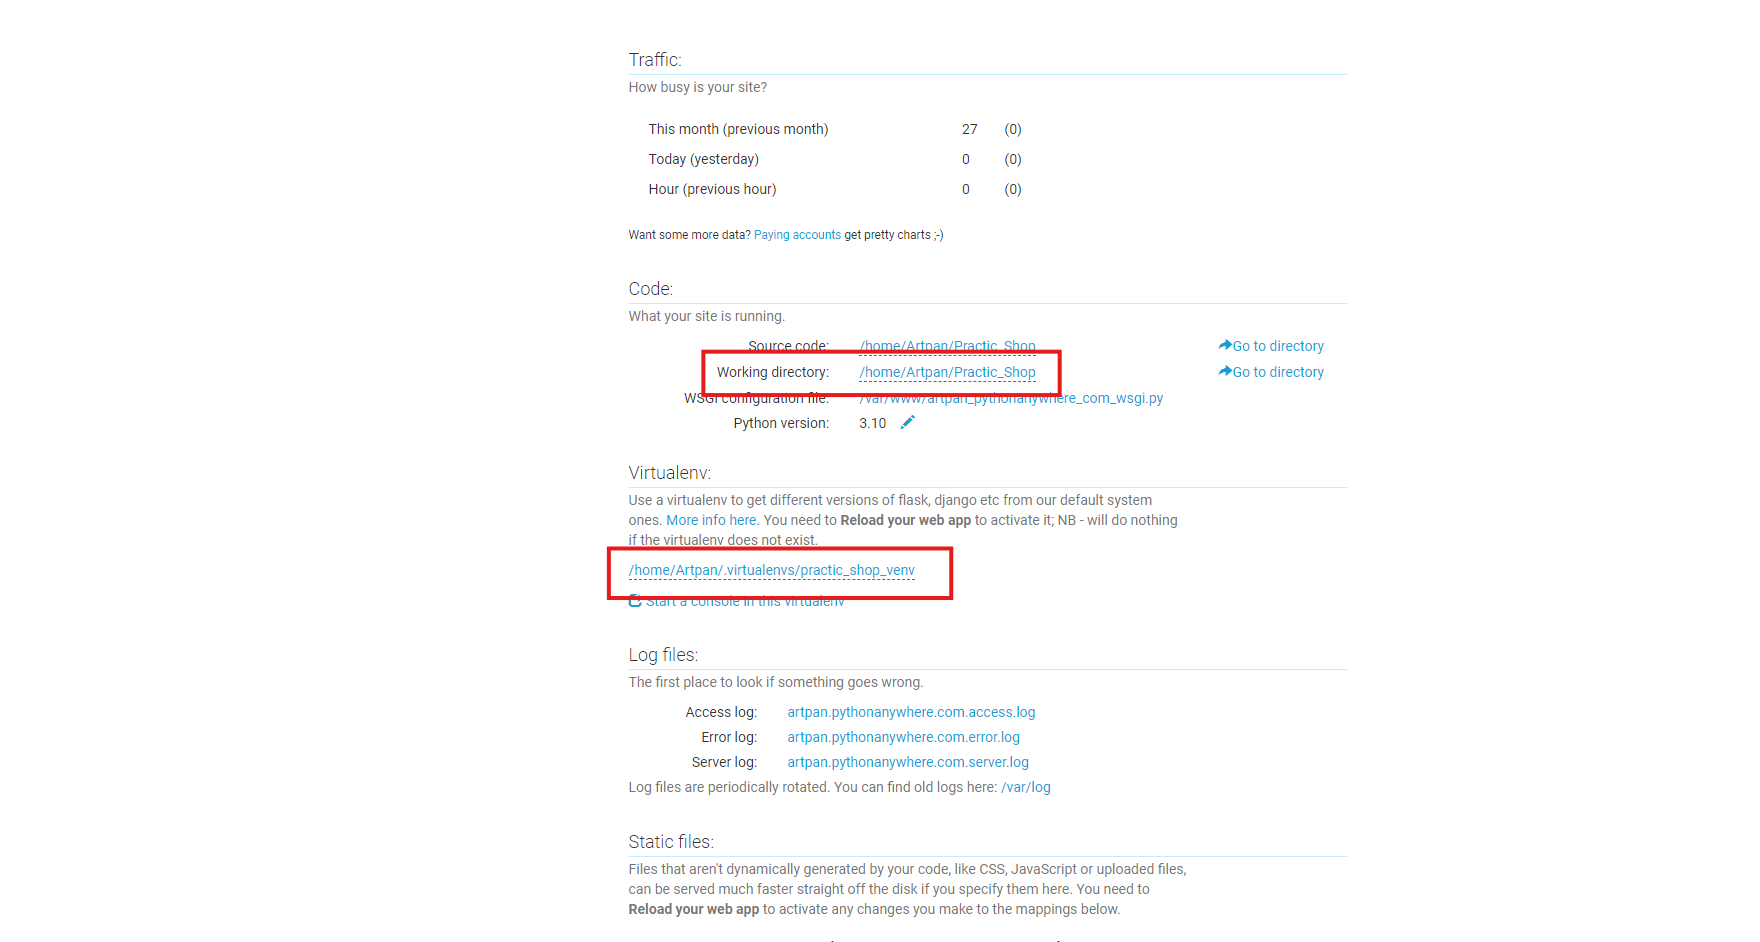 Traffic:
How busy is your site?
This month (previous month) 27 (0)
Today (yesterday) 0 (0)
Hour (previous hour) 0 (0)
Want some more data? Paying accounts get pretty charts ;-)
Code:
What your site is running.
Source code: /home/Artpan/Practic_Shop Go to directory
Working directory: /home/Artpan/Practic_Shop Go to directory
WSGI configuration file: /var/www/artpan_pythonanywhere_com_wsgi.py
Python version: 3.10
Virtualenv:
Use a virtualenv to get different versions of flask, django etc from our default system
ones. More info here. You need to Reload your web app to activate it; NB - will do nothing
if the virtualenv does not exist.
/home/Artpan/.virtualenvs/practic_shop_venv
Start a console in this virtualenv
Log files:
The first place to look if something goes wrong.
Access log: artpan.pythonanywhere.com.access.log
Error log: artpan.pythonanywhere.com.error.log
Server log: artpan.pythonanywhere.com.server.log
Log files are periodically rotated. You can find old logs here: /var/log
Static files:
Files that aren't dynamically generated by your code, like CSS, JavaScript or uploaded files,
can be served much faster straight off the disk if you specify them here. You need to
Reload your web app to activate any changes you make to the mappings below.